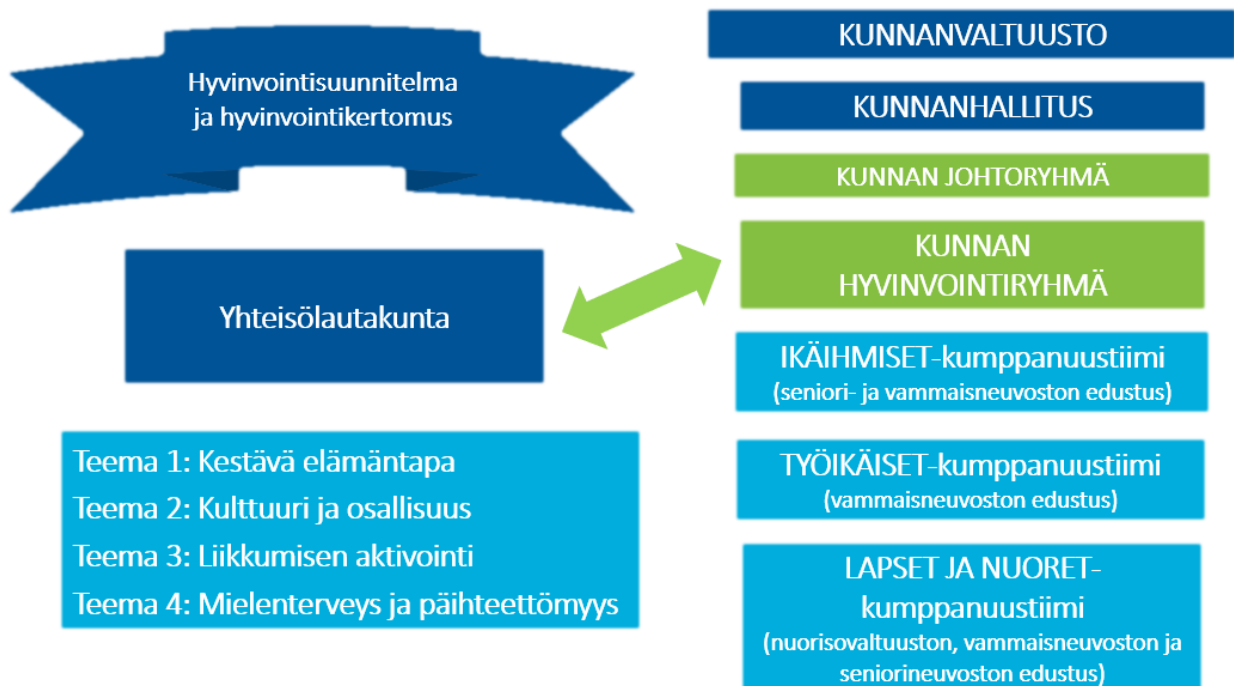 Hyvinvointisuunnitelma
ja hyvinvointikertomus
Yhteisölautakunta
Teema 1: Kestävä elämäntapa
Teema 2: Kulttuuri ja osallisuus
Teema 3: Liikkumisen aktivointi
Teema 4: Mielenterveys ja päihteettömyys
KUNNANVALTUUSTO
KUNNANHALLITUS
KUNNAN JOHTORYHMÄ
KUNNAN
HYVINVOINTIRYHMÄ
IKÄIHMISET-kumppanuustiimi
(seniori- ja vammaisneuvoston edustus)
TYÖIKÄISET-kumppanuustiimi
(vammaisneuvoston edustus)
LAPSET JA NUORET-
kumppanuustiimi
(nuorisovaltuuston, vammaisneuvoston ja
seniorineuvoston edustus)